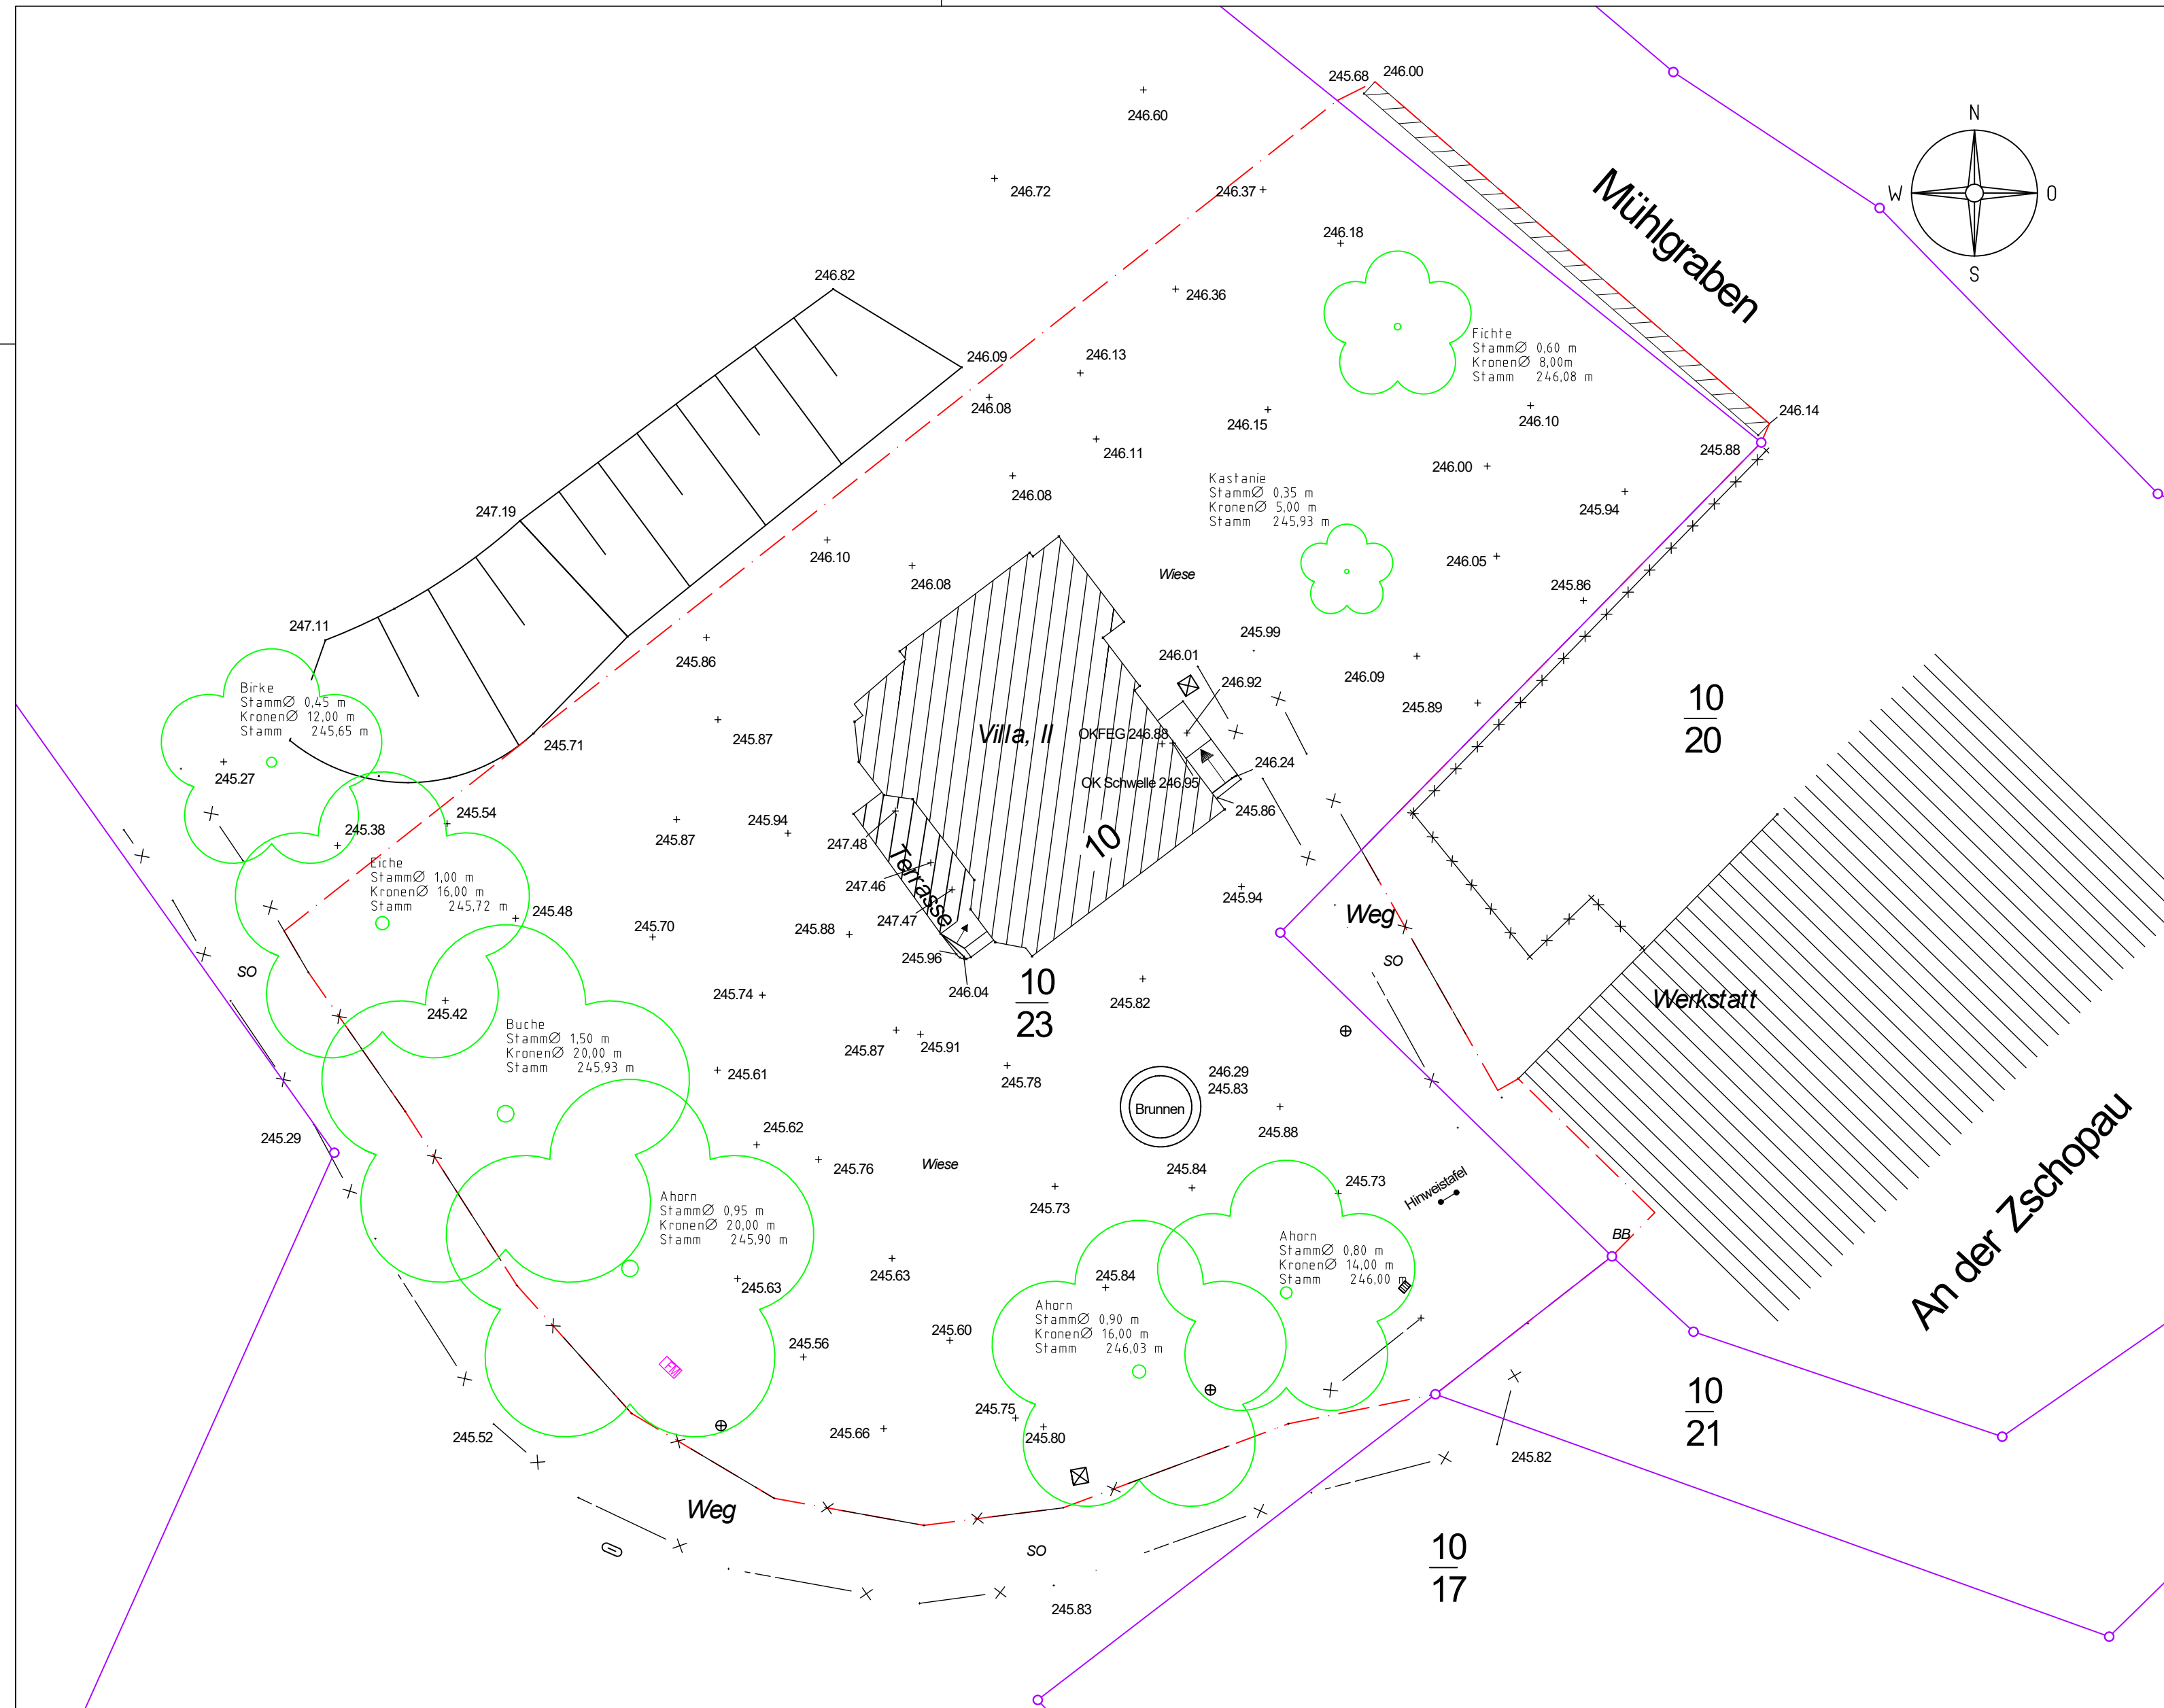 245.68
246.00
246.60
N
W
O
S
Mühlgraben
246.72
246.37
246.18
246.82
246.36
Fichte
StammØ 0,60 m
KronenØ 8,00m
Stamm 246,08 m
246.09
246.13
246.08
246.15
246.10
246.14
246.11
245.88
246.00
246.08
Kastanie
StammØ 0,35 m
KronenØ 5,00 m
Stamm 245,93 m
247.19
245.94
246.10
246.08
Wiese
246.05
245.86
247.11
245.99
245.86
246.01
246.09
246.92
Birke
StammØ 0,45 m
KronenØ 12,00 m
Stamm 245,65 m
245.89
10
20
245.71
245.87
Villa, II
OKFEG 246.88
246.24
245.27
OK Schwelle 246.95
245.86
245.54
245.38
245.87
245.94
247.48
10
Terrasse
Eiche
StammØ 1,00 m
KronenØ 16,00 m
Stamm 245,72 m
247.46
245.94
245.48
247.47
Weg
245.70
245.88
245.96
SO
SO
246.04
10
23
245.74
245.82
Werkstatt
245.42
Buche
StammØ 1,50 m
KronenØ 20,00 m
Stamm 245,93 m
245.87
245.91
245.61
245.78
246.29
245.83
Brunnen
245.62
245.88
245.29
245.76
Wiese
245.84
245.73
Hinweistafel
An der Zschopau
Ahorn
StammØ 0,95 m
KronenØ 20,00 m
Stamm 245,90 m
245.73
BB
Ahorn
StammØ 0,80 m
KronenØ 14,00 m
Stamm 246,00 m
245.63
245.63
245.84
Ahorn
StammØ 0,90 m
KronenØ 16,00 m
Stamm 246,03 m
245.60
245.56
10
21
245.75
245.66
245.80
245.52
245.82
Weg
SO
10
17
245.83